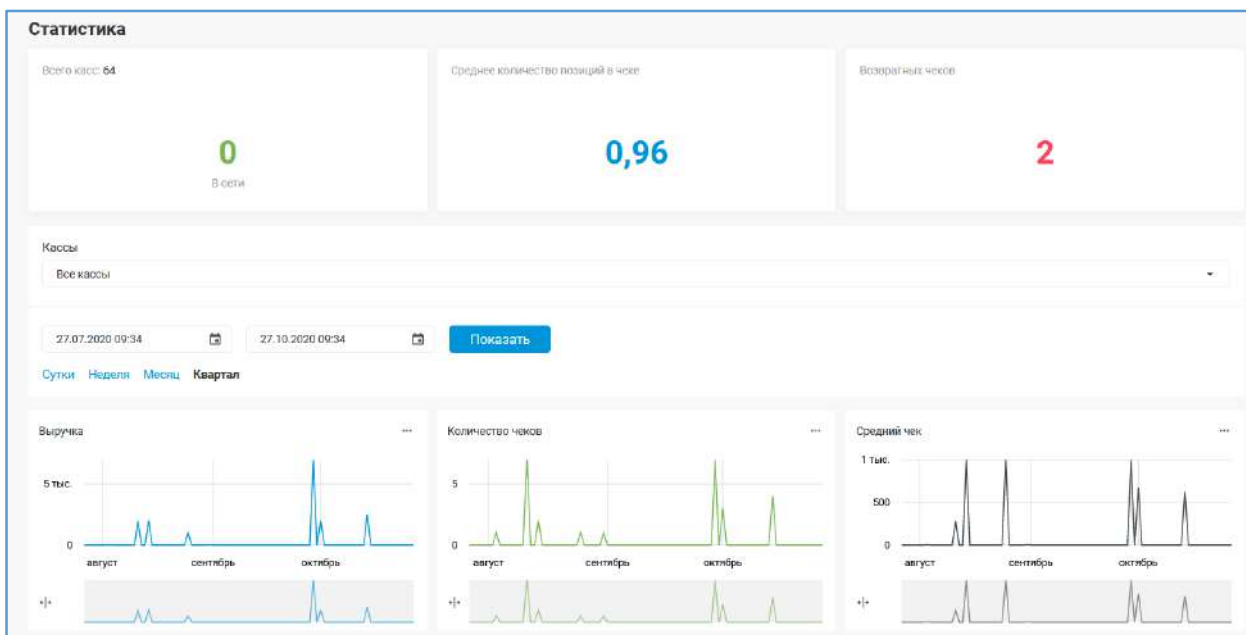 Статистика
Всего касс: 64
0
В сети
Среднее количество позиций в чеке
0,96
Возвратных чеков
2
Кассы
Все кассы
27.07.2020 09:34
27.10.2020 09:34
Показать
Сутки Неделя Месяц Квартал
Выручка
5 тыс.
0
август сентябрь октябрь
Количество чеков
5
0
август сентябрь октябрь
Средний чек
1 тыс.
500
0
август сентябрь октябрь